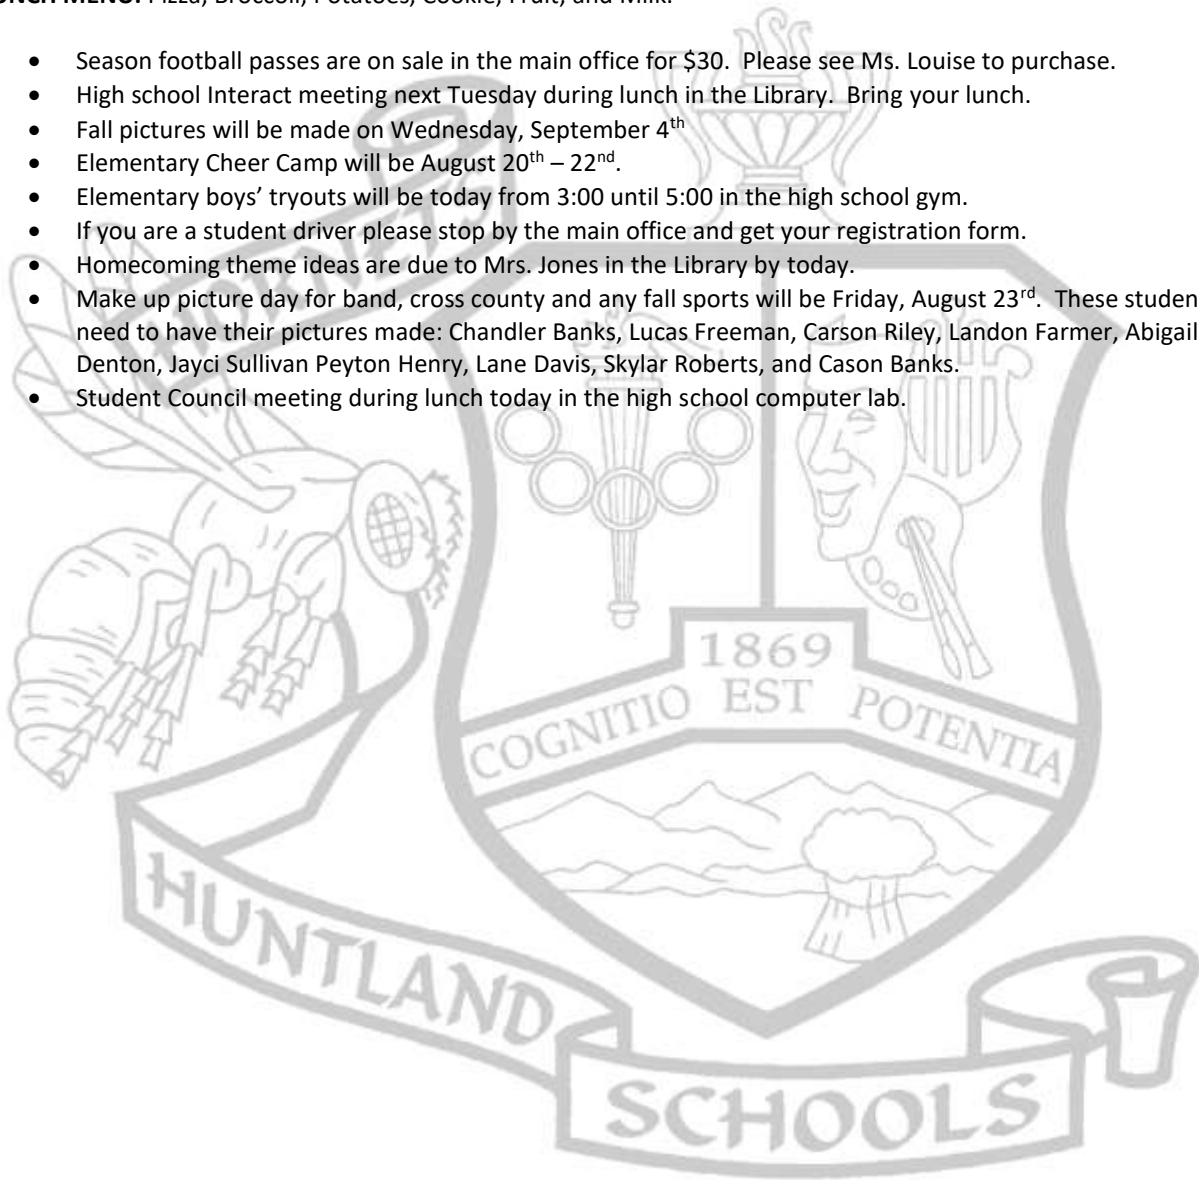 UNCH MENU: Pizza, Broccoli, Potatoes, Cookie, Fruit, and Milk.
• Season football passes are on sale in the main office for $30. Please see Ms. Louise to purchase.
• High school Interact meeting next Tuesday during lunch in the Library. Bring your lunch.
• Fall pictures will be made on Wednesday, September 4th
• Elementary Cheer Camp will be August 20th – 22nd.
• Elementary boys’ tryouts will be today from 3:00 until 5:00 in the high school gym.
• If you are a student driver please stop by the main office and get your registration form.
• Homecoming theme ideas are due to Mrs. Jones in the Library by today.
• Make up picture day for band, cross county and any fall sports will be Friday, August 23rd. These studen
need to have their pictures made: Chandler Banks, Lucas Freeman, Carson Riley, Landon Farmer, Abigail
Denton, Jayci Sullivan Peyton Henry, Lane Davis, Skylar Roberts, and Cason Banks.
• Student Council meeting during lunch today in the high school computer lab.
HORNETS
1869
COGNITIO EST POTENTIA
HUNTLAND
SCHOOLS